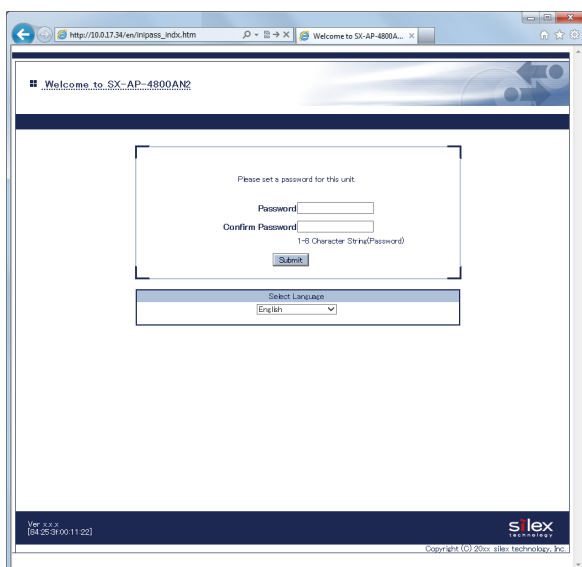 http://10.0.17.34/en/inipass_indx.htm
Welcome to SX-AP-4800A...
Welcome to SX-AP-4800AN2
Please set a password for this unit.
Password
Confirm Password
1-8 Character String(Password)
Submit
Select Language
English
Ver x.x.x
[84:25:3f:00:11:22]
silex
technology
Copyright (C) 20xx silex technology, Inc.